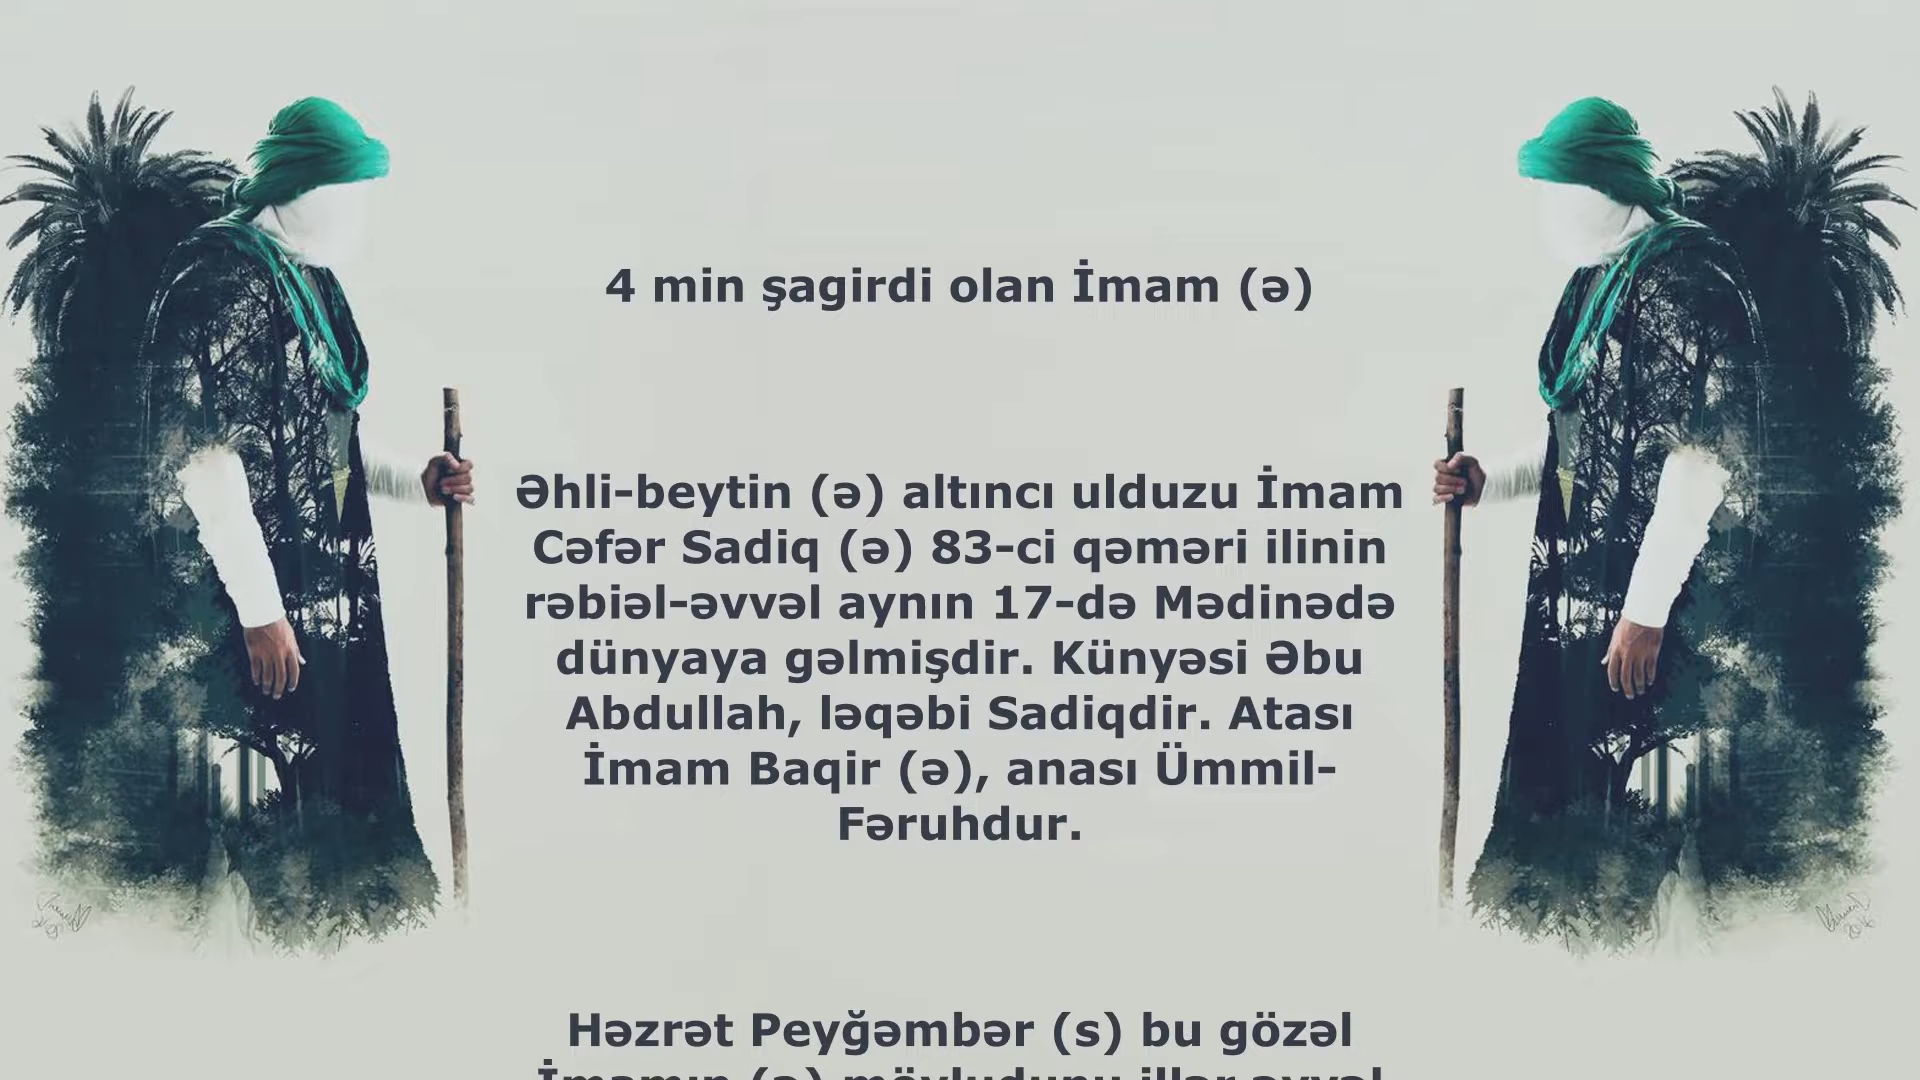 4 min şagirdi olan İmam (ə)
Əhli-beytin (ə) altıncı ulduzu İmam
Cəfər Sadiq (ə) 83-ci qəməri ilinin
rəbiəl-əvvəl aynın 17-də Mədinədə
dünyaya gəlmişdir. Künyəsi Əbu
Abdullah, ləqəbi Sadiqdir. Atası
İmam Baqir (ə), anası Ümmil-
Fəruhdur.
Həzrət Peyğəmbər (s) bu gözəl